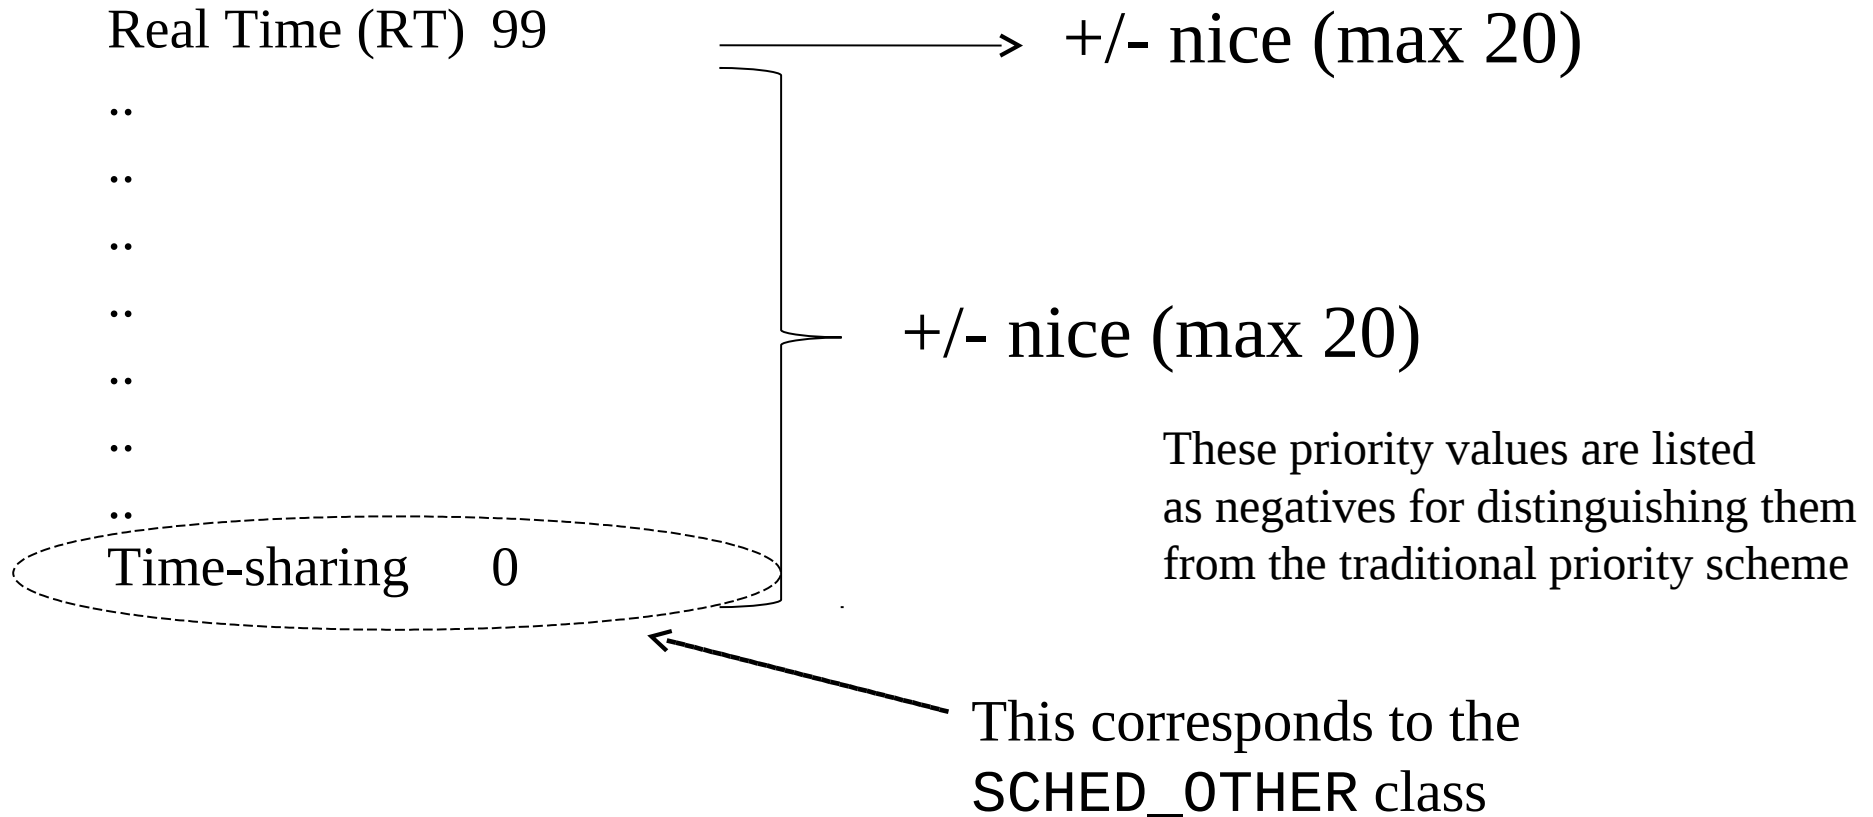 Real Time (RT) 99
+/- nice (max 20)
..
..
..
..
+/- nice (max 20)
..
..
These priority values are listed
as negatives for distinguishing them
from the traditional priority scheme
..
Time-sharing 0
This corresponds to the
SCHED_OTHER class